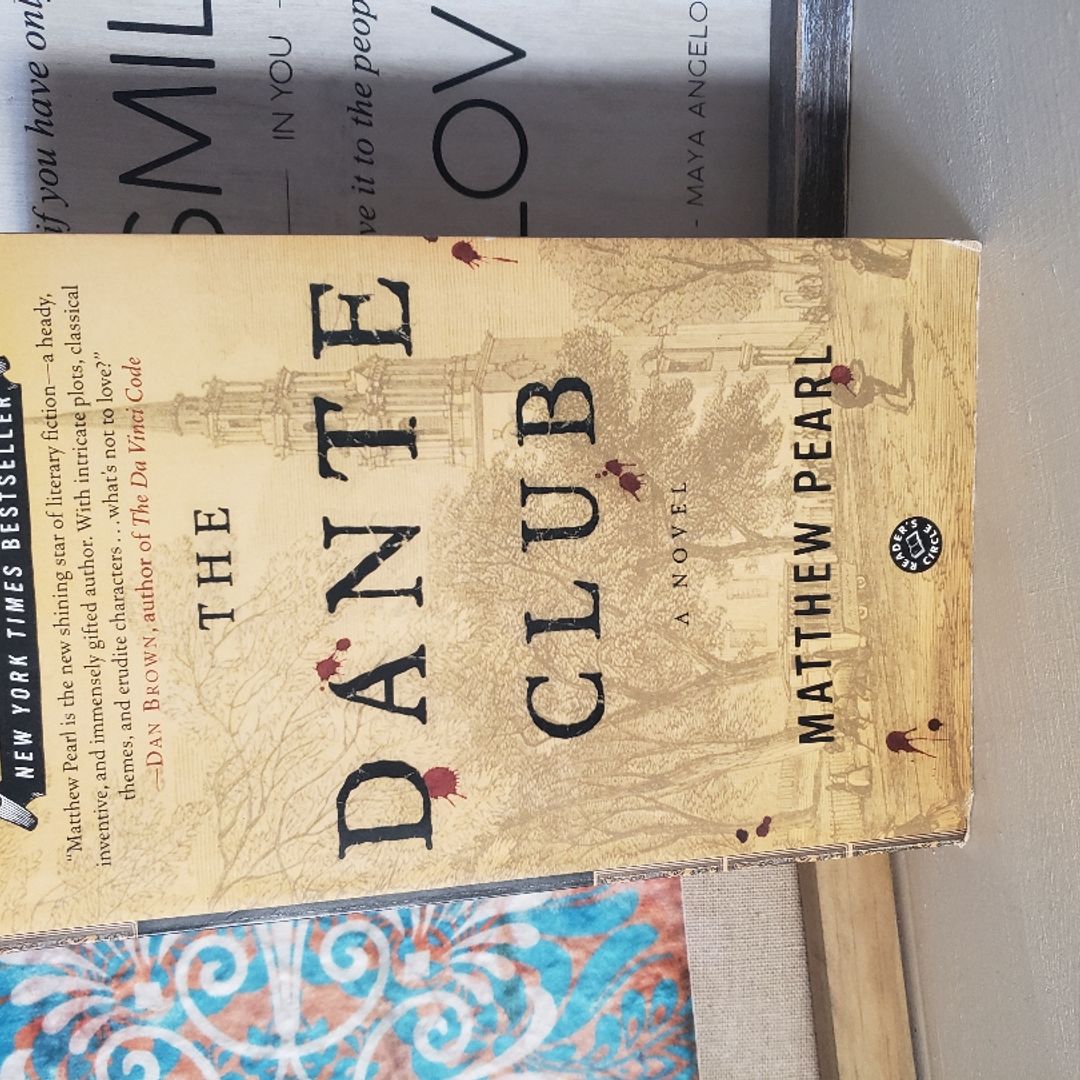 NEW YORK TIMES BESTSELLER
"Matthew Pearl is the new shining star of literary fiction—a heady,
inventive, and immensely gifted author. With intricate plots, classical
themes, and erudite characters . . . what's not to love?"
—DAN BROWN, author of The Da Vinci Code
THE
DANTE
CLUB
A NOVEL
MATTHEW PEARL
READER'S
CIRCLE
if you have only
SMIL
IN YOU
ve it to the peop
LOV
- MAYA ANGELO